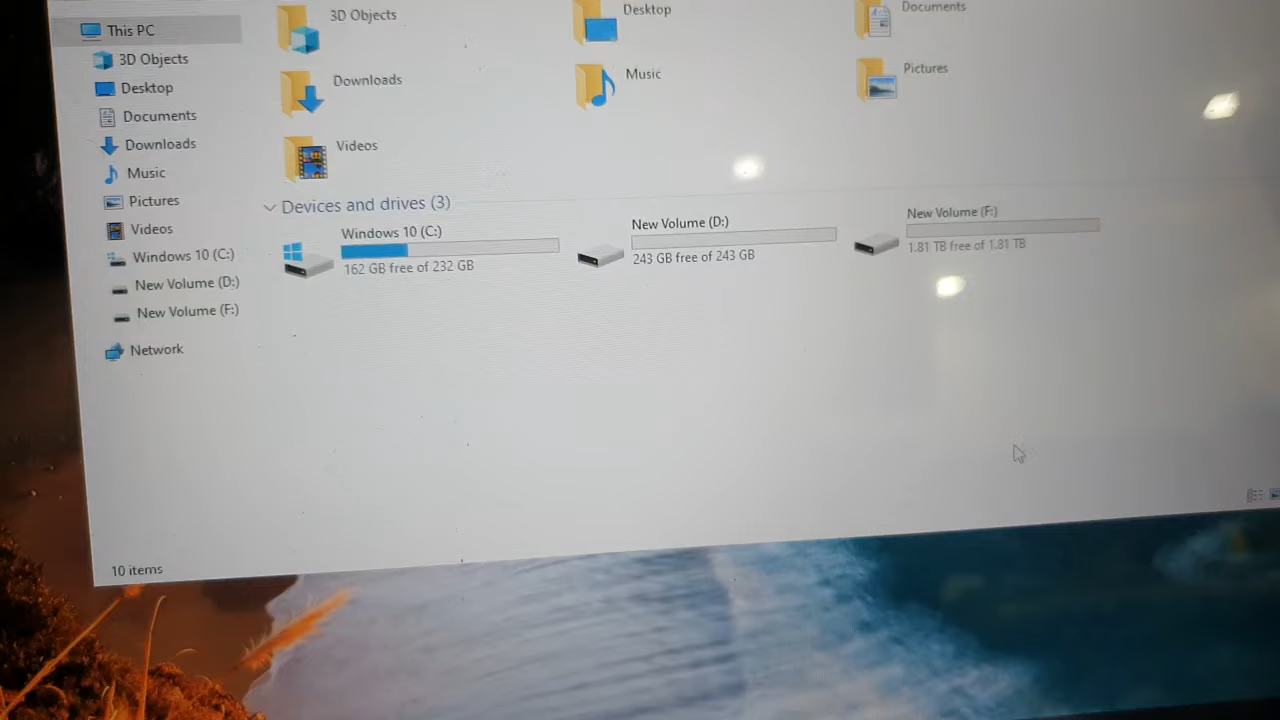 This PC
3D Objects
Desktop
Documents
Downloads
Music
Pictures
Videos
Windows 10 (C:)
New Volume (D:)
New Volume (F:)
Network
10 items
3D Objects
Desktop
Documents
Downloads
Music
Pictures
Videos
Devices and drives (3)
Windows 10 (C:)
162 GB free of 232 GB
New Volume (D:)
243 GB free of 243 GB
New Volume (F:)
1.81 TB free of 1.81 TB